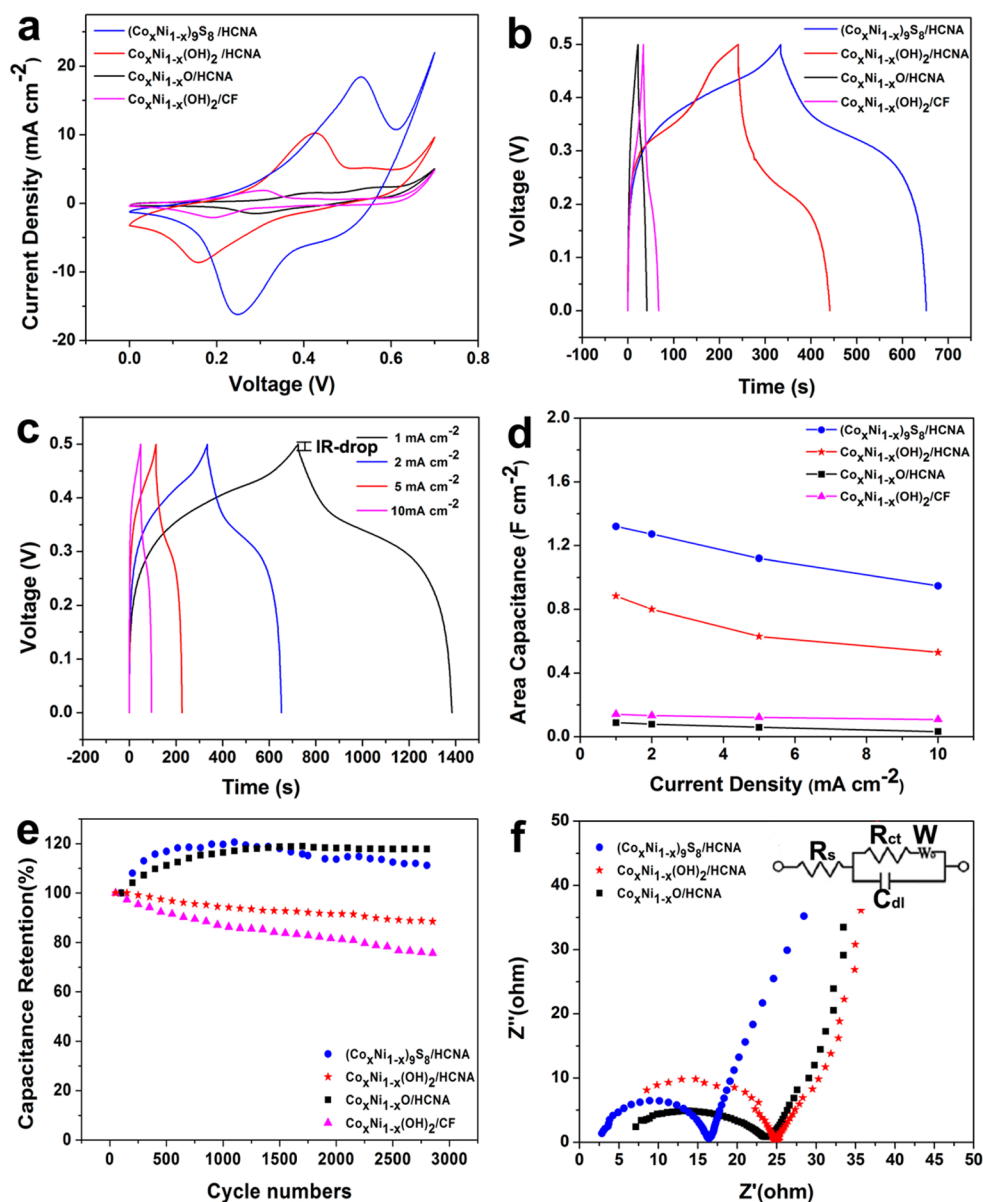 a
(CoxNi1-x)9S8/HCNA
CoxNi1-x(OH)2/HCNA
CoxNi1-xO/HCNA
CoxNi1-x(OH)2/CF
Current Density (mA cm-2)
20
10
0
-10
-20
0.0 0.2 0.4 0.6 0.8
Voltage (V)
b
(CoxNi1-x)9S8/HCNA
CoxNi1-x(OH)2/HCNA
CoxNi1-xO/HCNA
CoxNi1-x(OH)2/CF
Voltage (V)
0.5
0.4
0.3
0.2
0.1
0.0
-100 0 100 200 300 400 500 600 700
Time (s)
c
1 mA cm-2
IR-drop
2 mA cm-2
5 mA cm-2
10mA cm-2
Voltage (V)
0.5
0.4
0.3
0.2
0.1
0.0
-200 0 200 400 600 800 1000 1200 1400
Time (s)
d
(CoxNi1-x)9S8/HCNA
CoxNi1-x(OH)2/HCNA
CoxNi1-xO/HCNA
CoxNi1-x(OH)2/CF
Area Capacitance (F cm-2)
2.0
1.6
1.2
0.8
0.4
0.0
0 2 4 6 8 10
Current Density (mA cm-2)
e
Capacitance Retention(%)
120
100
80
60
40
20
0
(CoxNi1-x)9S8/HCNA
CoxNi1-x(OH)2/HCNA
CoxNi1-xO/HCNA
CoxNi1-x(OH)2/CF
0 500 1000 1500 2000 2500 3000
Cycle numbers
f
(CoxNi1-x)9S8/HCNA
CoxNi1-x(OH)2/HCNA
CoxNi1-xO/HCNA
Rs
Rct
W
Wo
Cdl
Z''(ohm)
50
40
30
20
10
0
0 5 10 15 20 25 30 35 40 45 50
Z'(ohm)